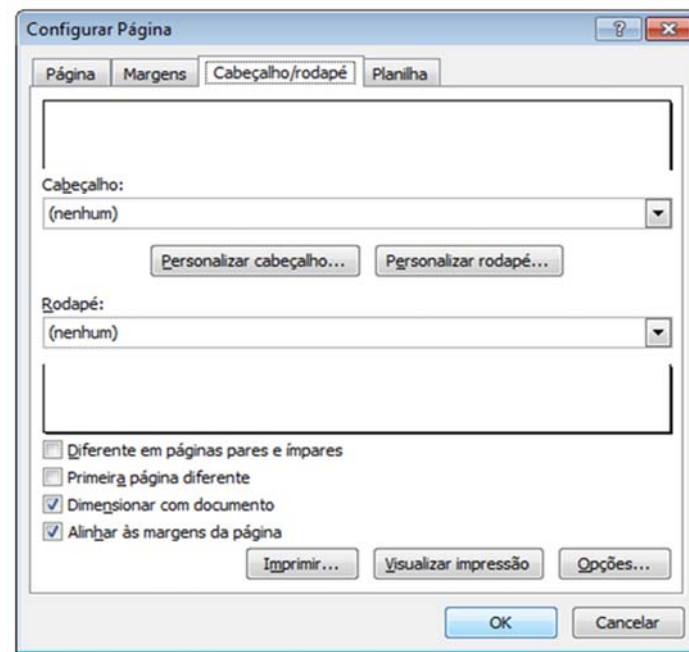 Configurar Página
Página Margens Cabeçalho/rodapé Planilha
Cabeçalho:
(nenhum)
Personalizar cabeçalho... Personalizar rodapé...
Rodapé:
(nenhum)
Diferente em páginas pares e ímpares
Primeira página diferente
Dimensionar com documento
Alinhar às margens da página
Imprimir... Visualizar impressão Opções...
OK Cancelar